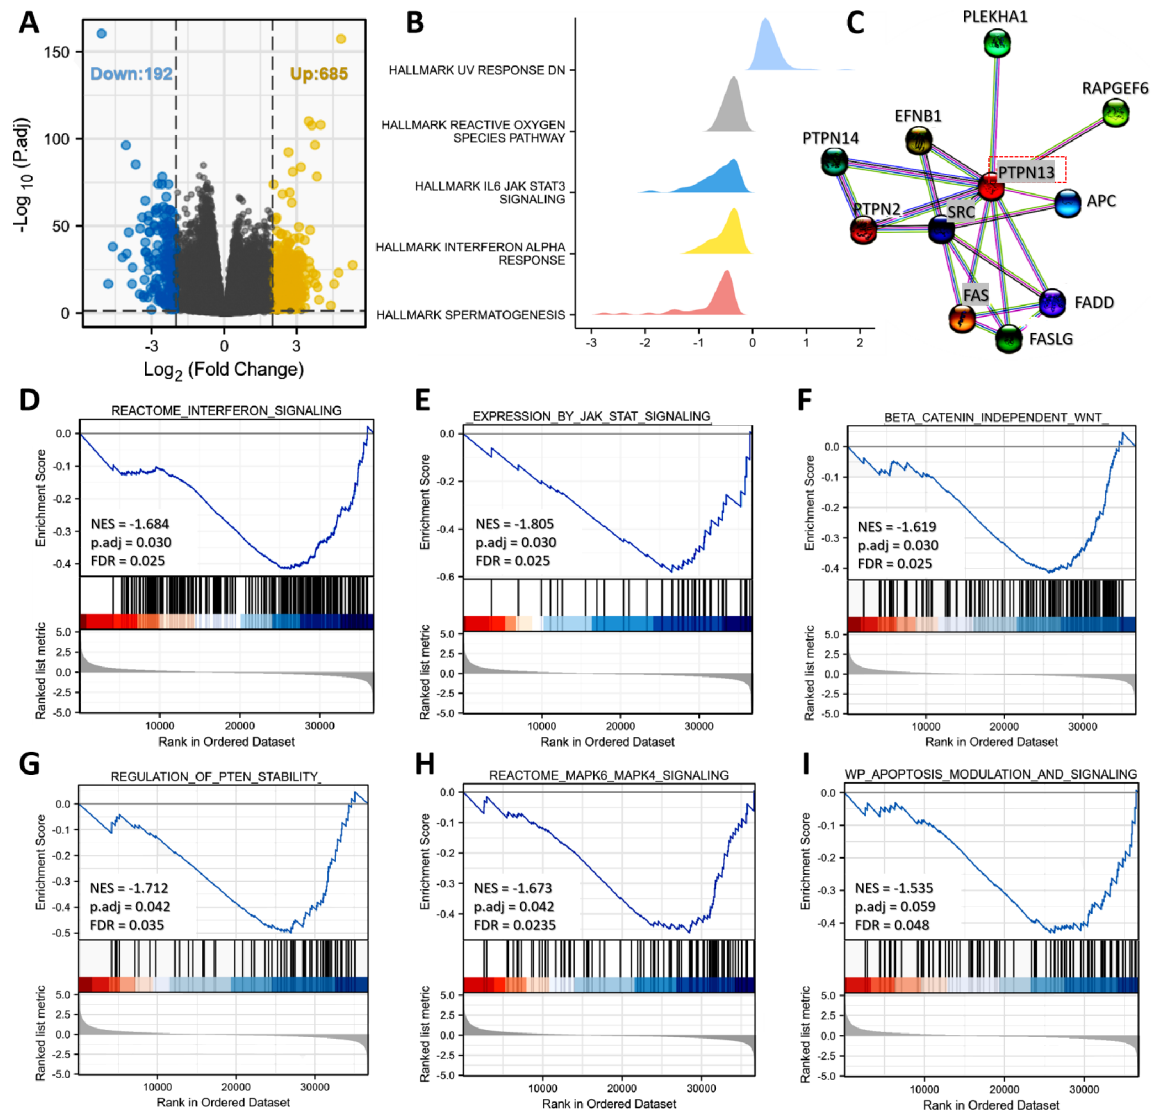 A
Down:192
Up:685
150
100
50
0
-3
0
3
-Log 10 (P.adj)
Log2 (Fold Change)
B
HALLMARK UV RESPONSE DN
HALLMARK REACTIVE OXYGEN
SPECIES PATHWAY
HALLMARK IL6 JAK STAT3
SIGNALING
HALLMARK INTERFERON ALPHA
RESPONSE
HALLMARK SPERMATOGENESIS
-3 -2 -1 0 1 2
C
PLEKHA1
RAPGEF6
EFNB1
PTPN14
PTPN13
APC
PTPN2
SRC
FAS
FADD
FASLG
D
REACTOME_INTERFERON_SIGNALING
Enrichment Score
0.0
-0.1
-0.2
-0.3
-0.4
NES = -1.684
p.adj = 0.030
FDR = 0.025
Ranked list metric
5.0
2.5
0.0
-2.5
-5.0
10000 20000 30000
Rank in Ordered Dataset
E
_EXPRESSION_BY_JAK_STAT_SIGNALING
Enrichment Score
0.0
-0.2
-0.4
-0.6
NES = -1.805
p.adj = 0.030
FDR = 0.025
Ranked list metric
5.0
2.5
0.0
-2.5
-5.0
10000 20000 30000
Rank in Ordered Dataset
F
BETA_CATENIN_INDEPENDENT_WNT_
Enrichment Score
0.0
-0.1
-0.2
-0.3
-0.4
NES = -1.619
p.adj = 0.030
FDR = 0.025
Ranked list metric
5.0
2.5
0.0
-2.5
-5.0
10000 20000 30000
Rank in Ordered Dataset
G
REGULATION_OF_PTEN_STABILITY_
Enrichment Score
0.0
-0.1
-0.2
-0.3
-0.4
-0.5
NES = -1.712
p.adj = 0.042
FDR = 0.035
Ranked list metric
5.0
2.5
0.0
-2.5
-5.0
10000 20000 30000
Rank in Ordered Dataset
H
REACTOME_MAPK6_MAPK4_SIGNALING
Enrichment Score
0.0
-0.1
-0.2
-0.3
-0.4
NES = -1.673
p.adj = 0.042
FDR = 0.0235
Ranked list metric
5.0
2.5
0.0
-2.5
-5.0
10000 20000 30000
Rank in Ordered Dataset
I
WP_APOPTOSIS_MODULATION_AND_SIGNALING
Enrichment Score
0.0
-0.1
-0.2
-0.3
-0.4
NES = -1.535
p.adj = 0.059
FDR = 0.048
Ranked list metric
5.0
2.5
0.0
-2.5
-5.0
10000 20000 30000
Rank in Ordered Dataset